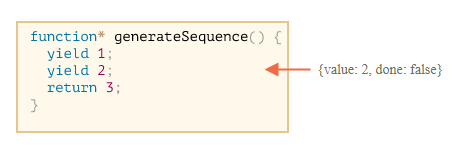 function* generateSequence() {
  yield 1;
  yield 2;
  return 3;
}
{value: 2, done: false}